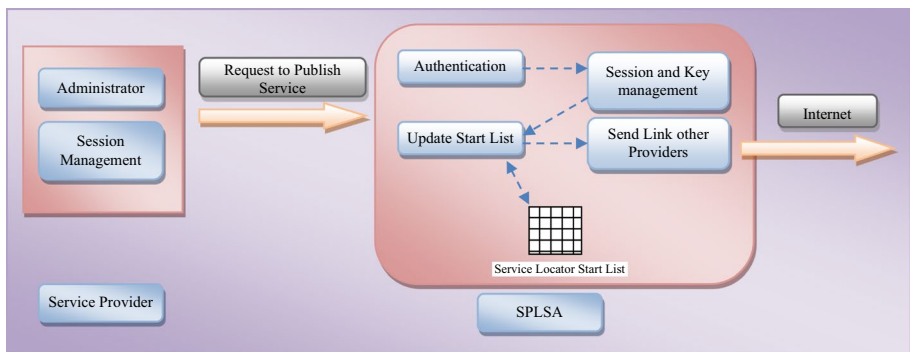 Administrator
Session
Management
Service Provider
Request to Publish
Service
Authentication
Session and Key
management
Update Start List
Send Link other
Providers
Service Locator Start List
SPLSA
Internet